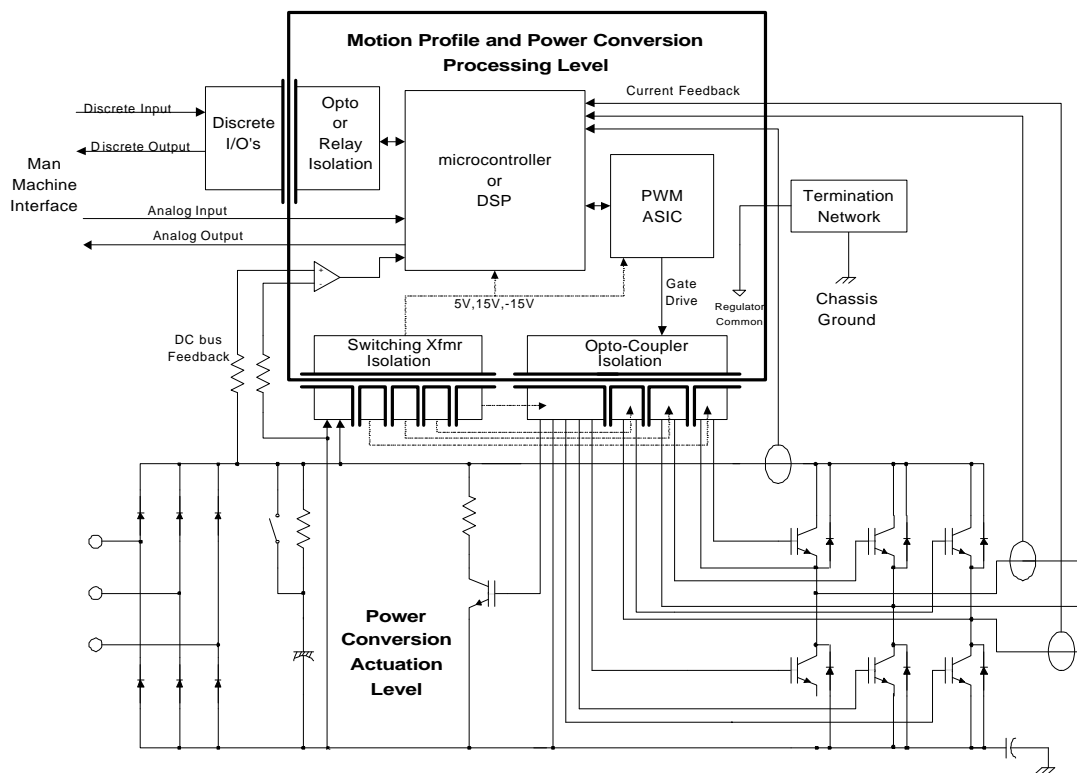 Motion Profile and Power Conversion
Processing Level
Discrete Input
Discrete Output
Man
Machine
Interface
Analog Input
Analog Output
Discrete
I/O's
Opto
or
Relay
Isolation
microcontroller
or
DSP
Current Feedback
PWM
ASIC
Termination
Network
+
-
5V,15V,-15V
Gate
Drive
Regulator
Common
Chassis
Ground
DC bus
Feedback
Switching Xfmr
Isolation
Opto-Coupler
Isolation
Power
Conversion
Actuation
Level